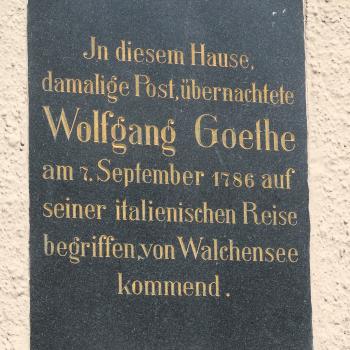 In diesem Hause,
damalige Post, übernachtete
Wolfgang Goethe
am 7. September 1786 auf
seiner italienischen Reise
begriffen, von Walchensee
kommend.